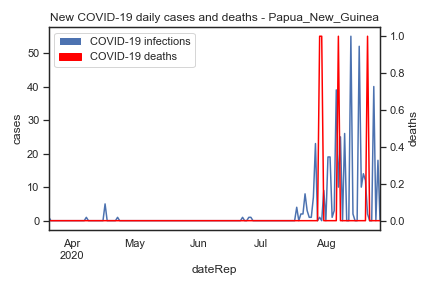 New COVID-19 daily cases and deaths - Papua_New_Guinea
COVID-19 infections
COVID-19 deaths
50
40
30
20
10
0
cases
1.0
0.8
0.6
0.4
0.2
0.0
deaths
Apr
2020
May
Jun
Jul
Aug
dateRep